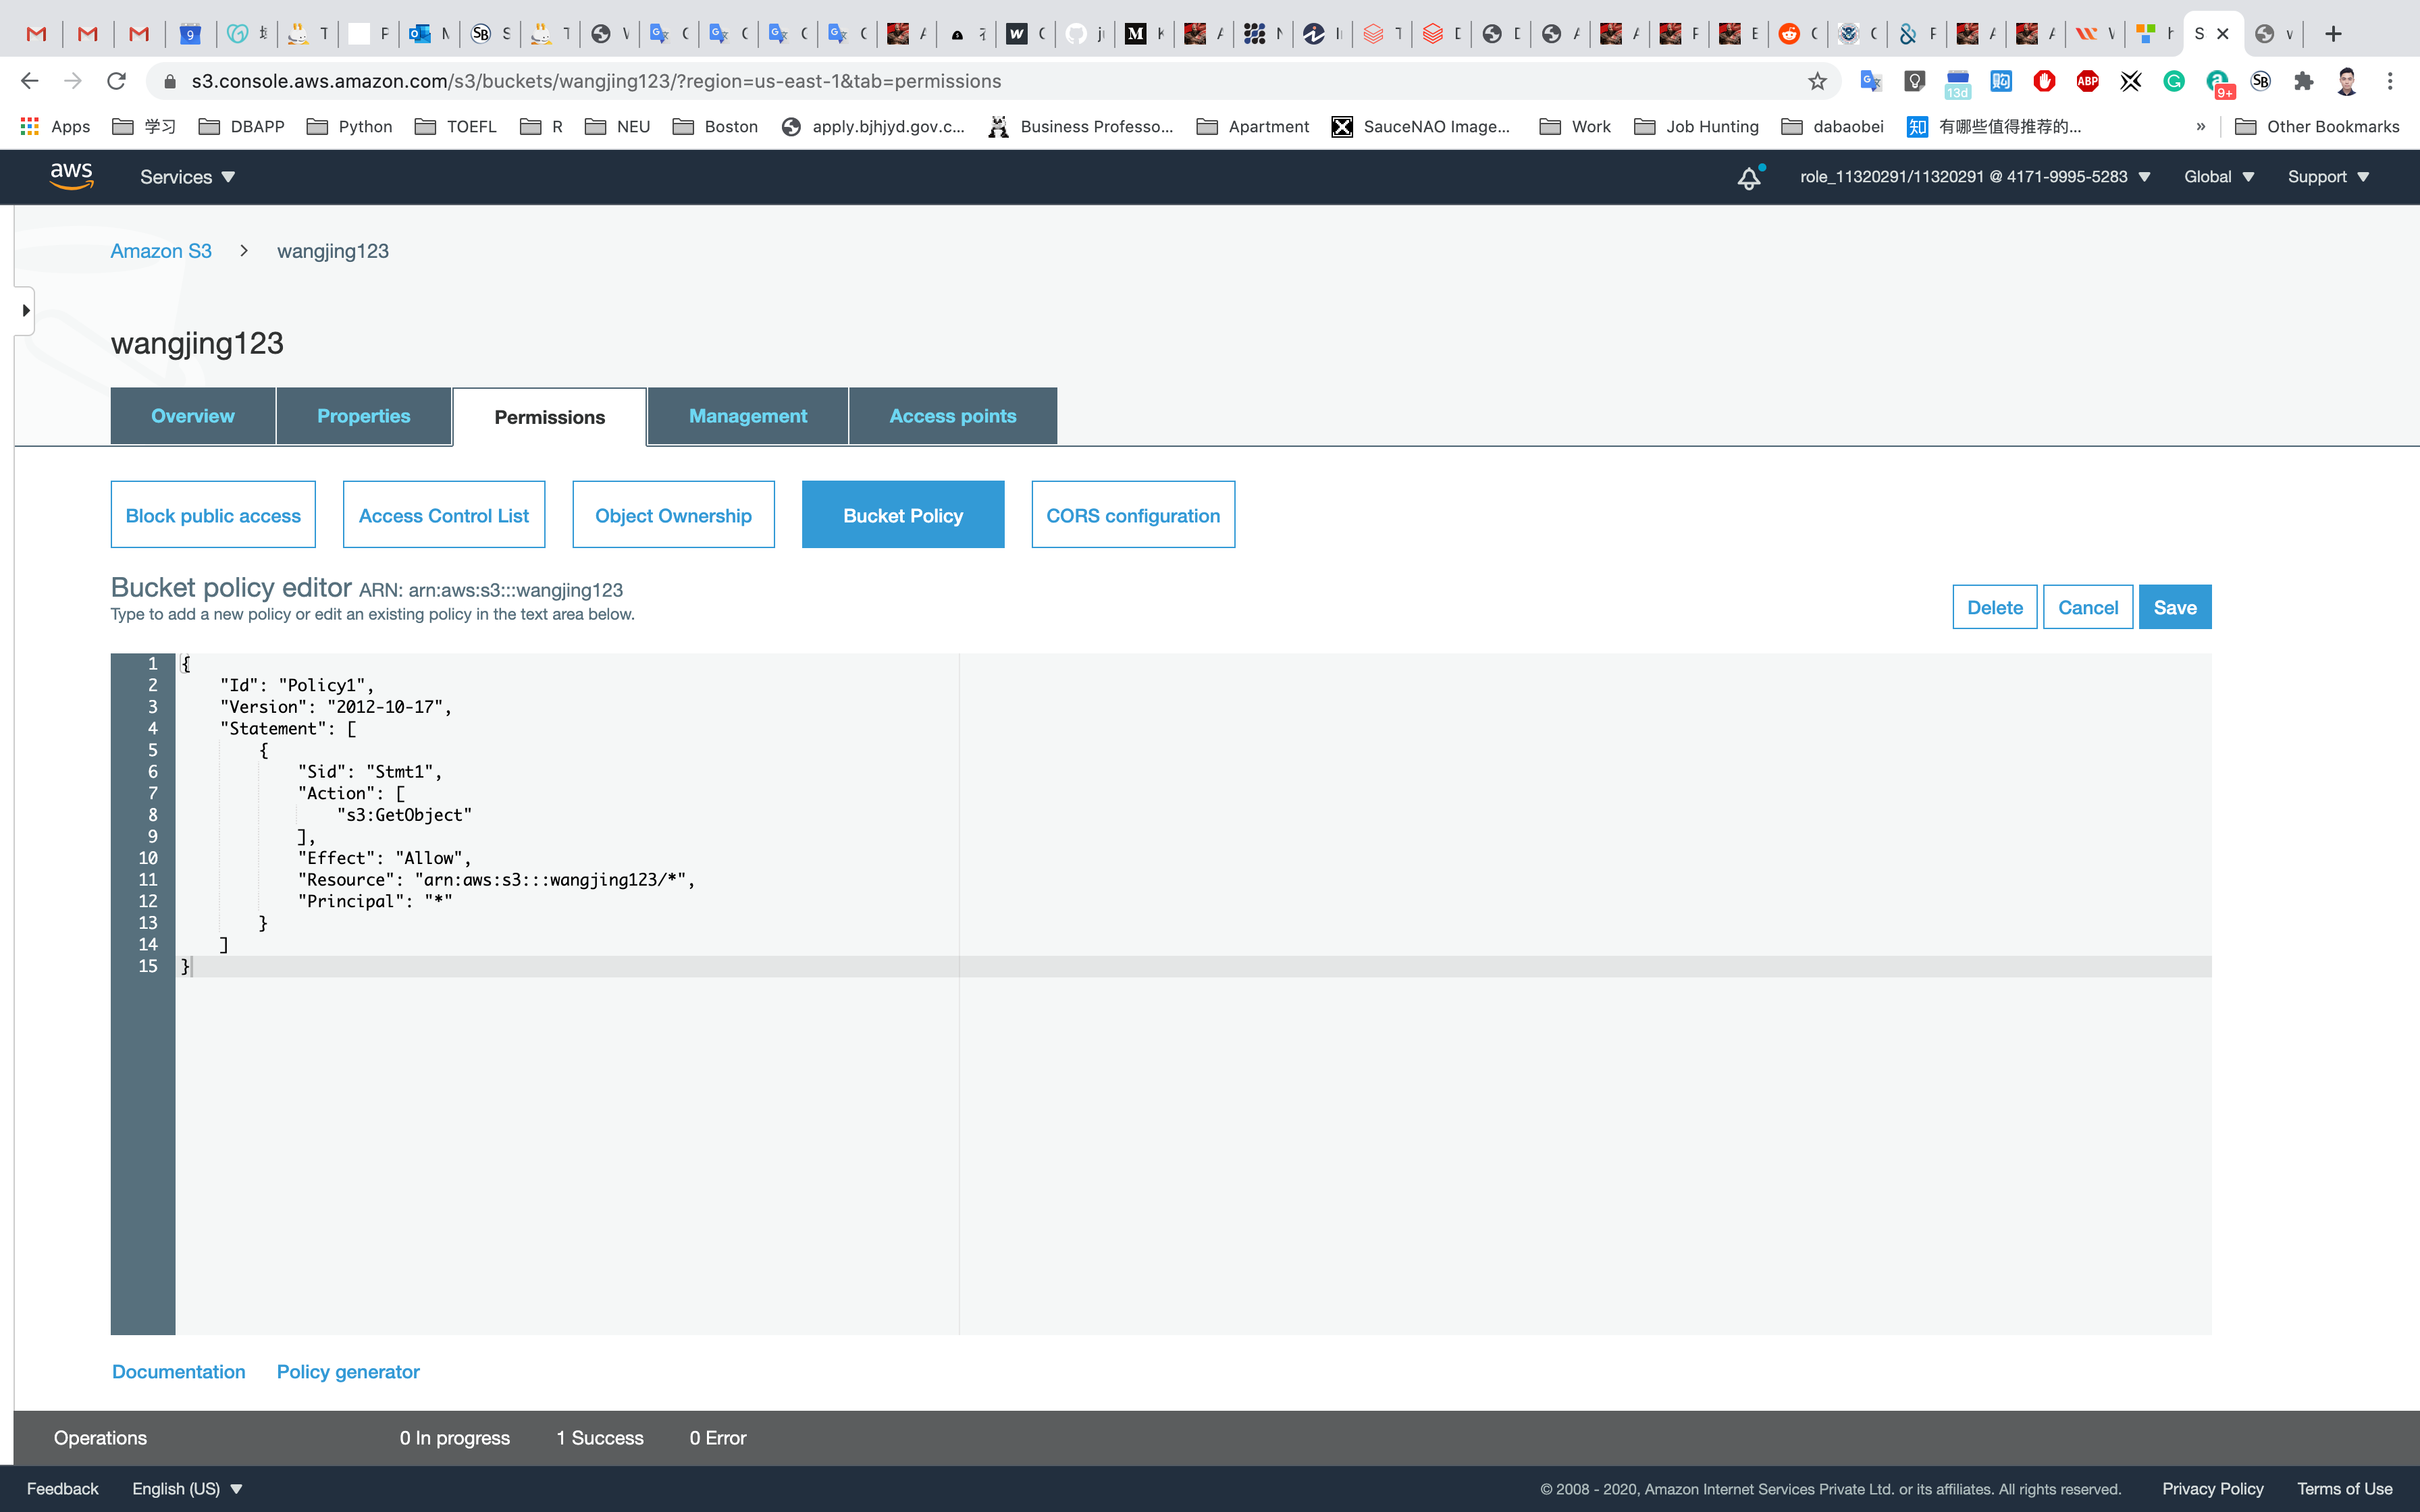 s3.console.aws.amazon.com/s3/buckets/wangjing123/?region=us-east-1&tab=permissions
13d
ABP
9+
SB
Apps 学习 DBAPP Python TOEFL R NEU Boston apply.bjhjyd.gov.c... Business Professo... Apartment SauceNAO Image... Work Job Hunting dabaobei 知 有哪些值得推荐的... » Other Bookmarks
aws Services role_11320291/11320291 @ 4171-9995-5283 Global Support
Amazon S3 > wangjing123
wangjing123
Overview Properties Permissions Management Access points
Block public access Access Control List Object Ownership Bucket Policy CORS configuration
Bucket policy editor ARN: arn:aws:s3:::wangjing123
Type to add a new policy or edit an existing policy in the text area below.
Delete Cancel Save
1 {
2 "Id": "Policy1",
3 "Version": "2012-10-17",
4 "Statement": [
5 {
6 "Sid": "Stmt1",
7 "Action": [
8 "s3:GetObject"
9 ],
10 "Effect": "Allow",
11 "Resource": "arn:aws:s3:::wangjing123/*",
12 "Principal": "*"
13 }
14 ]
15 }
Documentation Policy generator
Operations 0 In progress 1 Success 0 Error
Feedback English (US) © 2008 - 2020, Amazon Internet Services Private Ltd. or its affiliates. All rights reserved. Privacy Policy Terms of Use